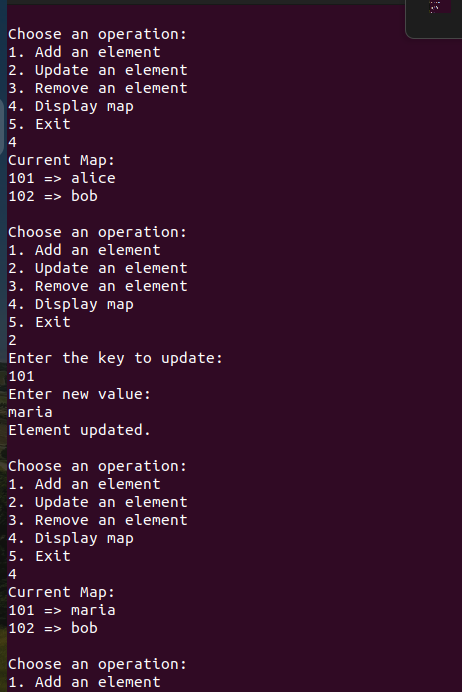 Choose an operation:
1. Add an element
2. Update an element
3. Remove an element
4. Display map
5. Exit
4
Current Map:
101 => alice
102 => bob
Choose an operation:
1. Add an element
2. Update an element
3. Remove an element
4. Display map
5. Exit
2
Enter the key to update:
101
Enter new value:
maria
Element updated.
Choose an operation:
1. Add an element
2. Update an element
3. Remove an element
4. Display map
5. Exit
4
Current Map:
101 => maria
102 => bob
Choose an operation:
1. Add an element